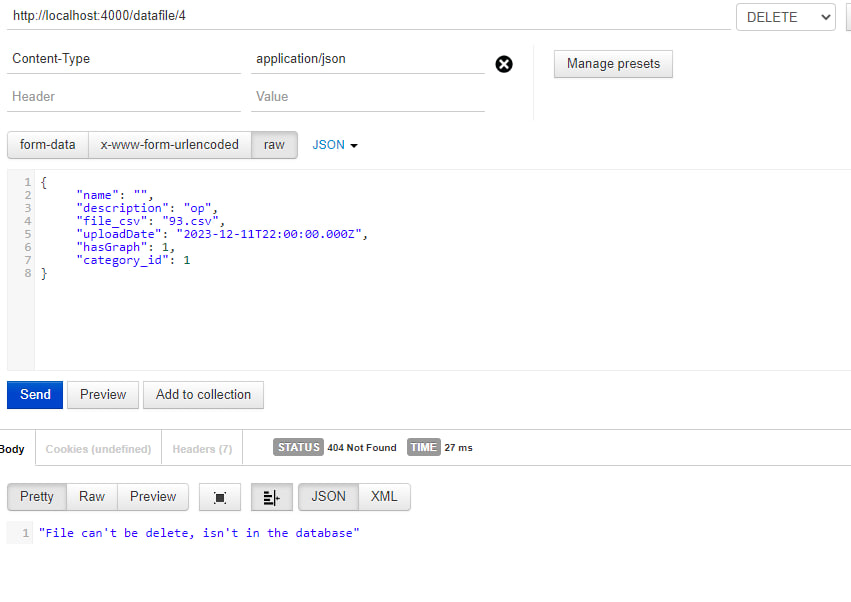 http://localhost:4000/datafile/4 DELETE
Content-Type application/json Manage presets
Header Value
form-data x-www-form-urlencoded raw JSON
1 {
2 "name": "",
3 "description": "op",
4 "file_csv": "93.csv",
5 "uploadDate": "2023-12-11T22:00:00.000Z",
6 "hasGraph": 1,
7 "category_id": 1
8 }
Send Preview Add to collection
Body Cookies (undefined) Headers (7) STATUS 404 Not Found TIME 27 ms
Pretty Raw Preview JSON XML
1 "File can't be delete, isn't in the database"